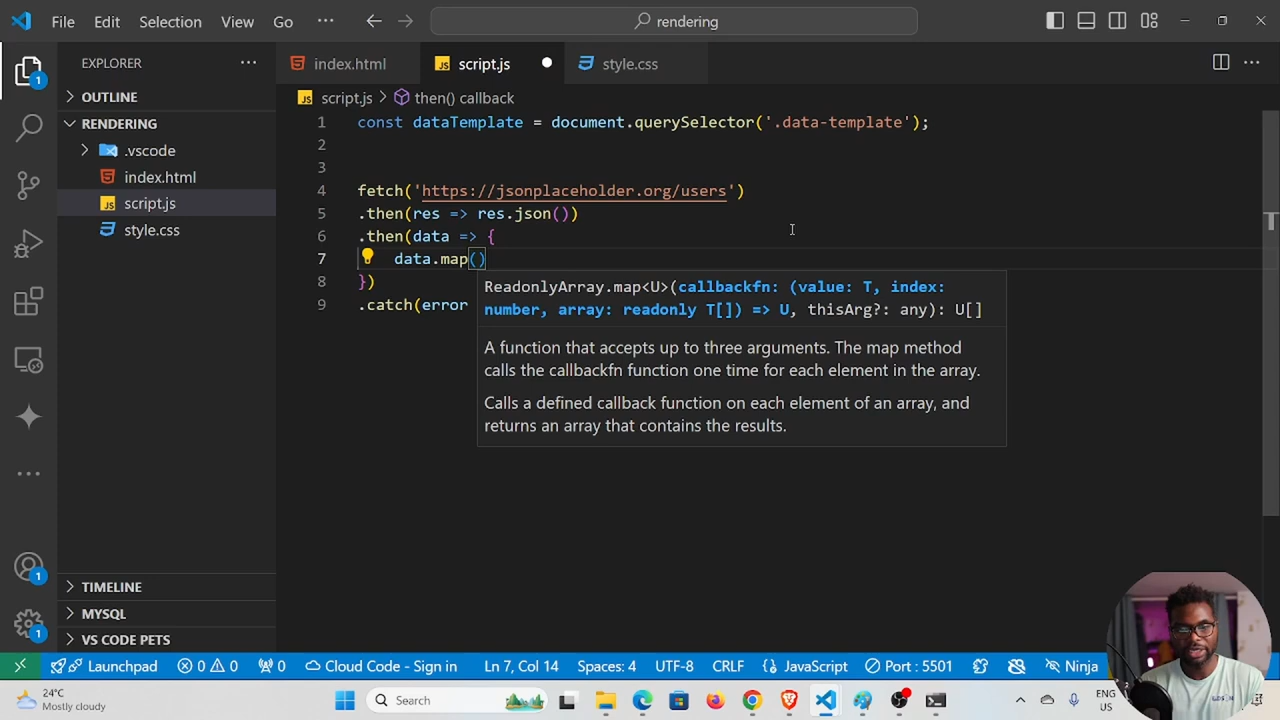 File Edit Selection View Go ··· rendering
EXPLORER ···
OUTLINE
RENDERING
.vscode
index.html
script.js
style.css
TIMELINE
MYSQL
VS CODE PETS
1
1
1
index.html
JS script.js
style.css
JS script.js > then() callback
1 const dataTemplate = document.querySelector('.data-template');
2
3
4 fetch('https://jsonplaceholder.org/users')
5 .then(res => res.json())
6 .then(data => {
7 data.map()
8 })
9 .catch(error
ReadonlyArray.map<U>(callbackfn: (value: T, index:
number, array: readonly T[]) => U, thisArg?: any): U[]
A function that accepts up to three arguments. The map method
calls the callbackfn function one time for each element in the array.
Calls a defined callback function on each element of an array, and
returns an array that contains the results.
Launchpad 0 0 0 Cloud Code - Sign in Ln 7, Col 14 Spaces: 4 UTF-8 CRLF {} JavaScript Port : 5501 Ninja
24°C
Mostly cloudy
Search
ENG
US